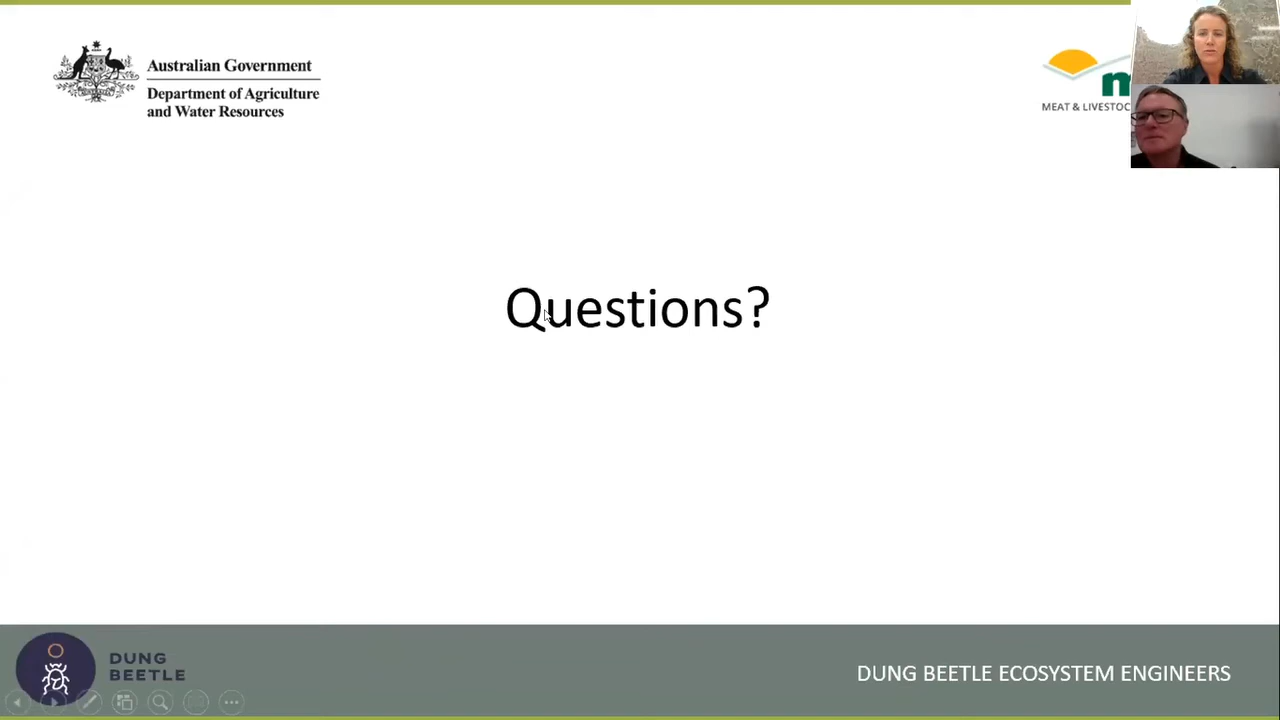 Australian Government
Department of Agriculture
and Water Resources
MEAT & LIVESTOC
Questions?
DUNG
BEETLE
DUNG BEETLE ECOSYSTEM ENGINEERS